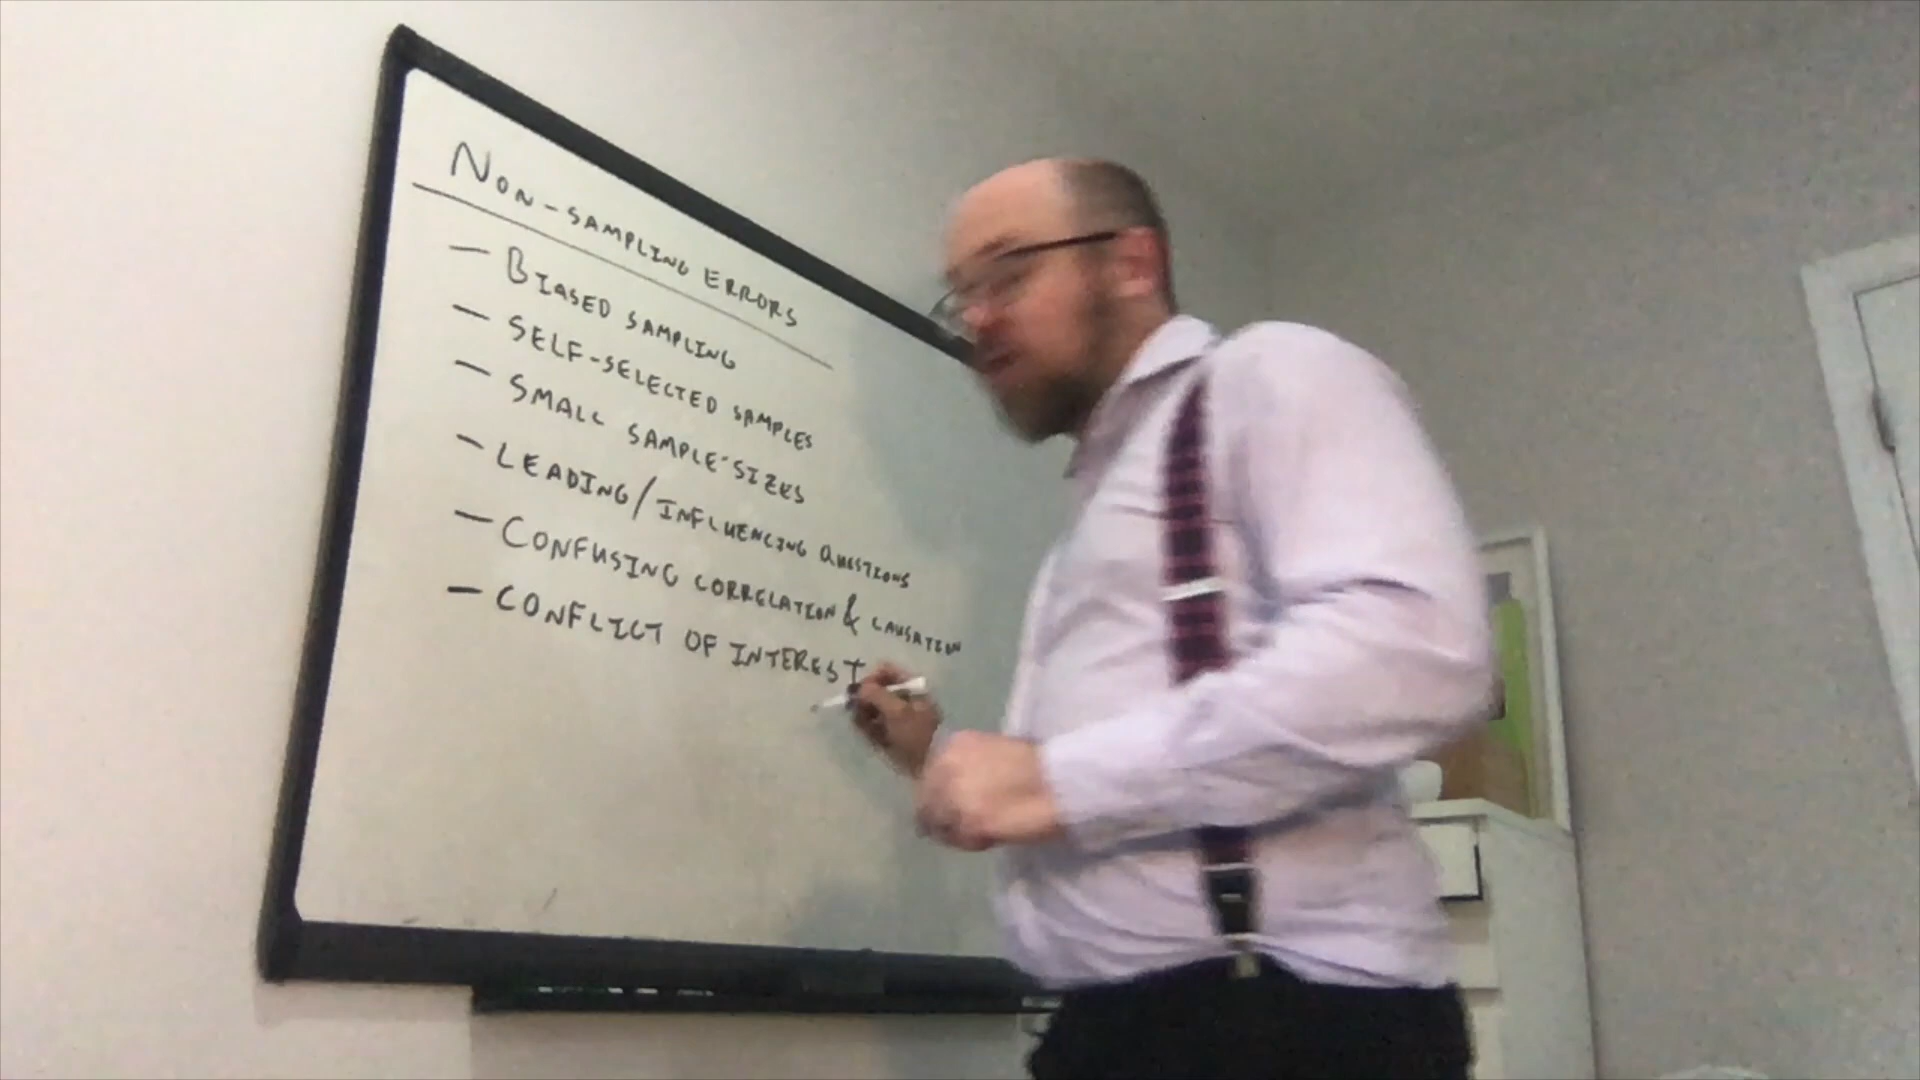 NON-SAMPLING ERRORS
- BIASED SAMPLING
- SELF-SELECTED SAMPLES
- SMALL SAMPLE SIZES
- LEADING/INFLUENCING QUESTIONS
- CONFUSING CORRELATION & CAUSATION
- CONFLICT OF INTEREST